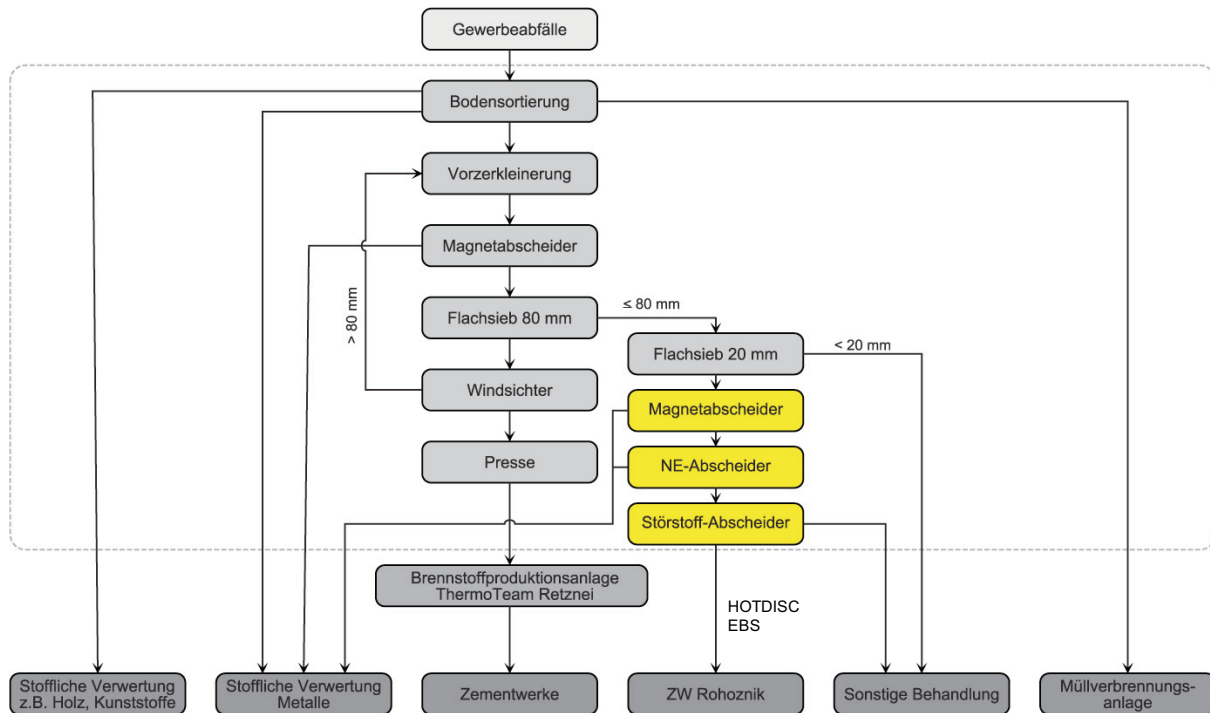 Gewerbeabfälle
Bodensortierung
Vorzerkleinerung
Magnetabscheider
> 80 mm
Flachsieb 80 mm
≤ 80 mm
Flachsieb 20 mm
< 20 mm
Windsichter
Magnetabscheider
Presse
NE-Abscheider
Störstoff-Abscheider
Brennstoffproduktionsanlage
ThermoTeam Retznei
HOTDISC
EBS
Stoffliche Verwertung
z.B. Holz, Kunststoffe
Stoffliche Verwertung
Metalle
Zementwerke
ZW Rohoznik
Sonstige Behandlung
Müllverbrennungs-
anlage